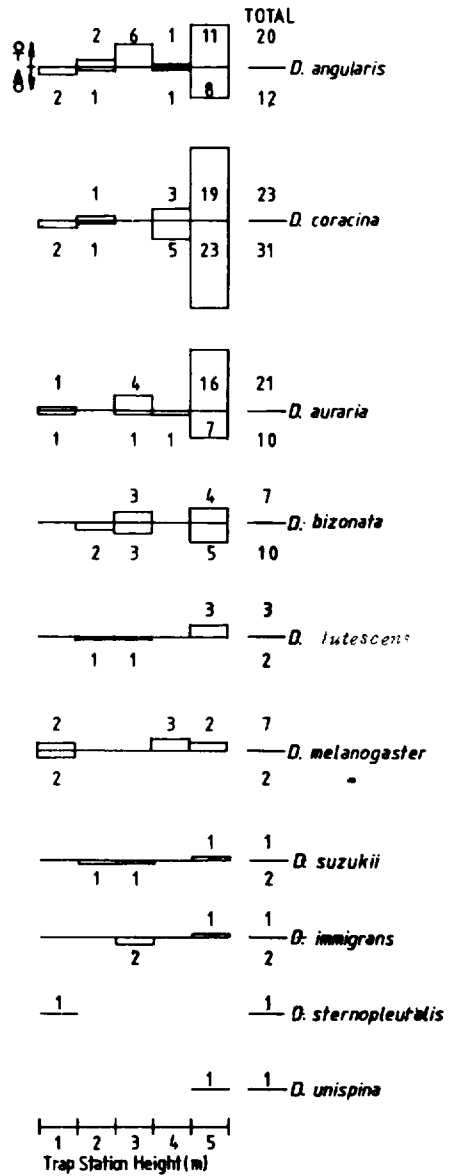 TOTAL
2 6 1 11 20
♀ ♂ D. angularis
2 1 1 8 12
1 3 19 23
D. coracina
2 1 5 23 31
1 4 16 21
D. auraria
1 1 1 7 10
3 4 7
D. bizonata
2 3 5 10
3 3
D. lutescens
1 1 2
2 3 2 7
D. melanogaster
2 2
1 1
D. suzukii
1 1 2
1 1
D. immigrans
2 2
1 1
D. sternopleutalis
1 1
D. unispina
1 2 3 4 5
Trap Station Height (m)